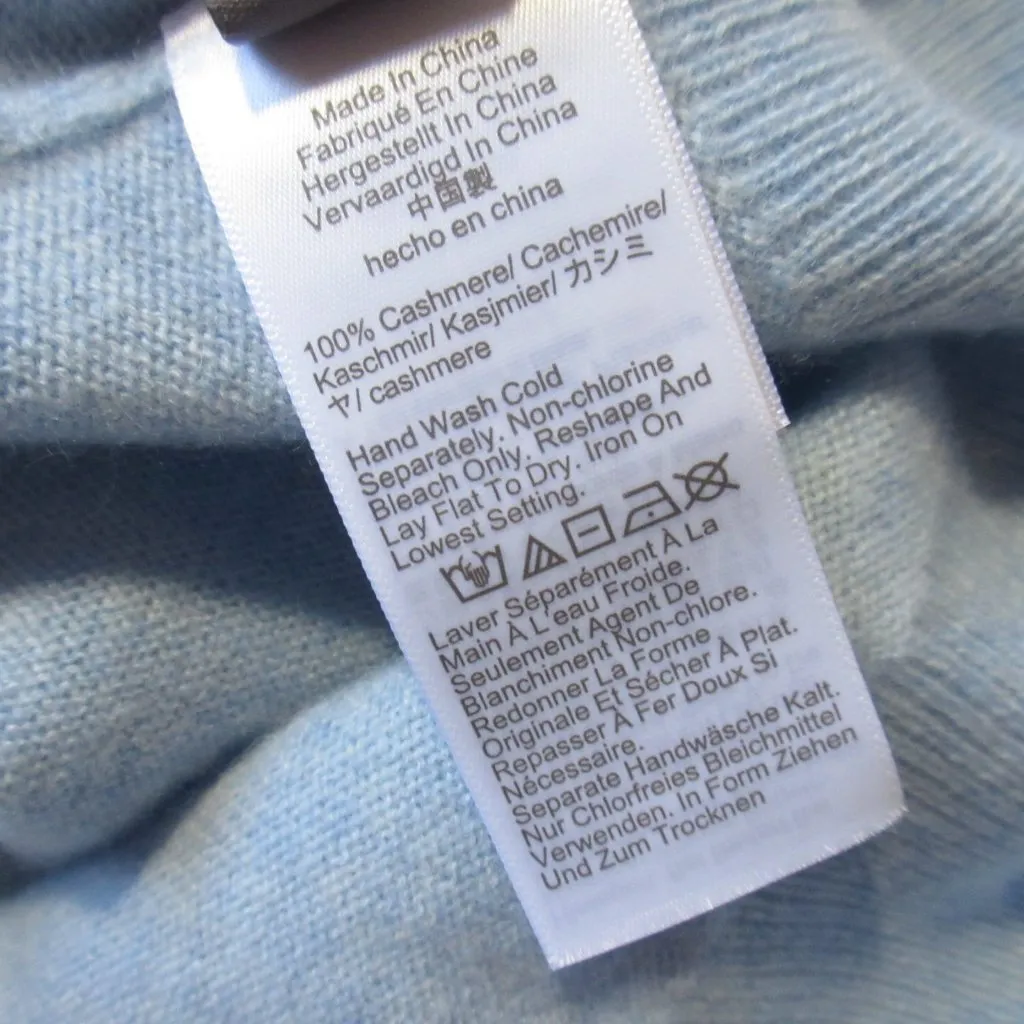 Made In China
Fabriqué En Chine
Hergestellt In China
Vervaardigd In China
中国製
hecho en china
100% Cashmere/ Cachemire/
Kaschmir/ Kasjmier/ カシミ
ヤ/ cashmere
Hand Wash Cold
Separately. Non-chlorine
Bleach Only. Reshape And
Lay Flat To Dry. Iron On
Lowest Setting.
Laver Séparément À La
Main À L'eau Froide.
Seulement Agent De
Blanchiment Non-chlore.
Redonner La Forme
Originale Et Sécher À Plat.
Repasser À Fer Doux Si
Nécessaire.
Separate Handwäsche Kalt.
Nur Chlorfreies Bleichmittel
Verwenden. In Form Ziehen
Und Zum Trocknen